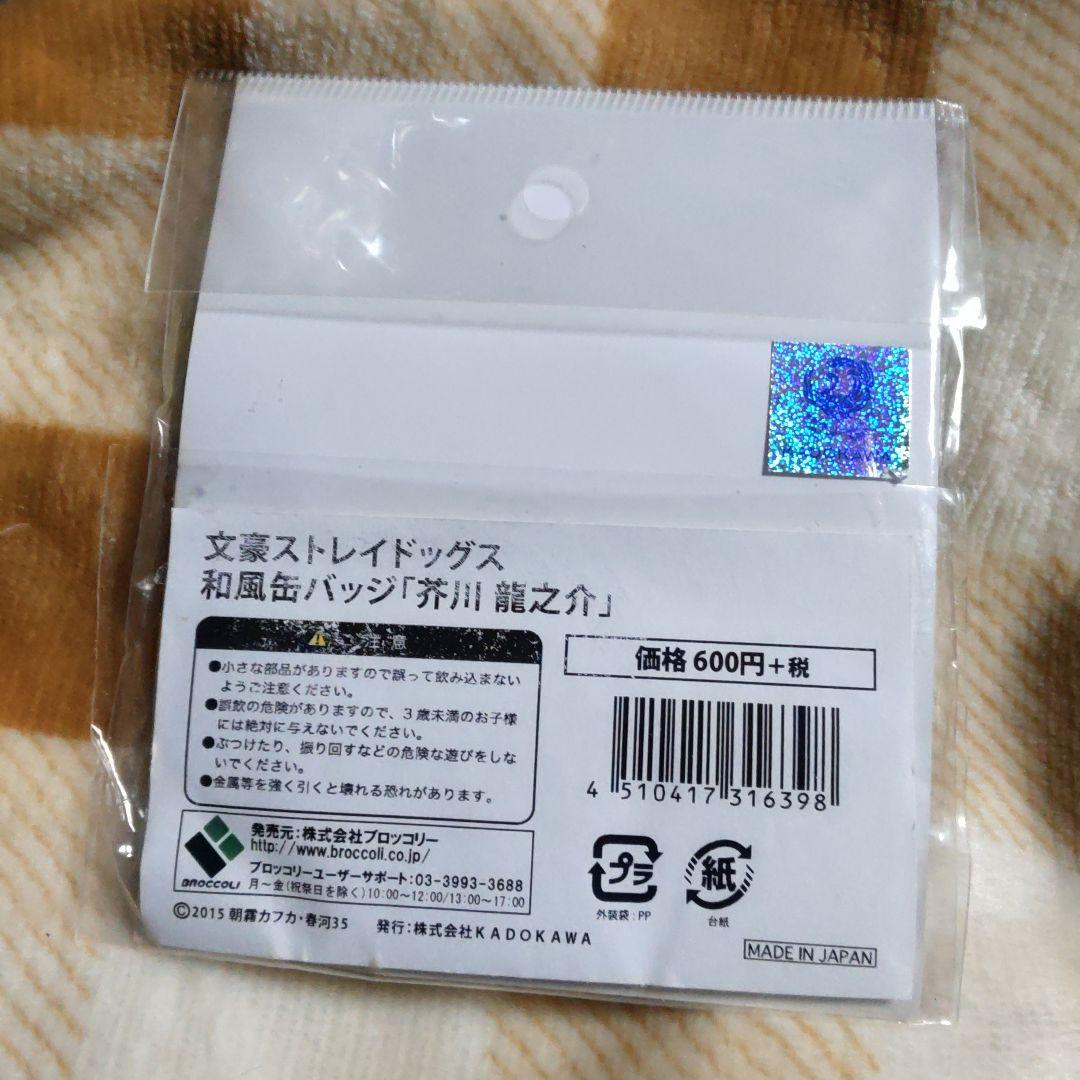 KAWA
文豪ストレイドッグス
和風缶バッジ「芥川 龍之介」
ご注意
●小さな部品がありますので誤って飲み込まない
ようご注意ください。
●誤飲の危険がありますので、3歳未満のお子様
には絶対に与えないでください。
●ぶつけたり、振り回すなどの危険な遊びをしな
いでください。
●金属等を強く引くと壊れる恐れがあります。
価格 600円+税
4 510417 316398
BROCCOLI
発売元:株式会社ブロッコリー
http://www.broccoli.co.jp/
ブロッコリーユーザーサポート:03-3993-3688
月~金(祝祭日を除く)10:00~12:00/13:00~17:00
プラ
外装袋:PP
紙
台紙
©2015 朝霧カフカ・春河35 発行:株式会社KADOKAWA
MADE IN JAPAN